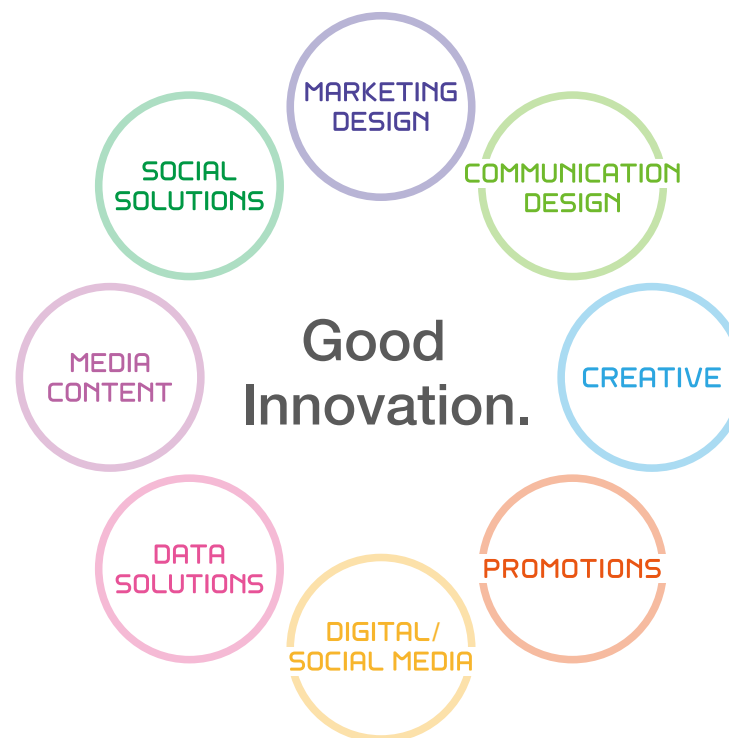 MARKETING
DESIGN
COMMUNICATION
DESIGN
CREATIVE
PROMOTIONS
DIGITAL/
SOCIAL MEDIA
DATA
SOLUTIONS
MEDIA
CONTENT
SOCIAL
SOLUTIONS
Good
Innovation.